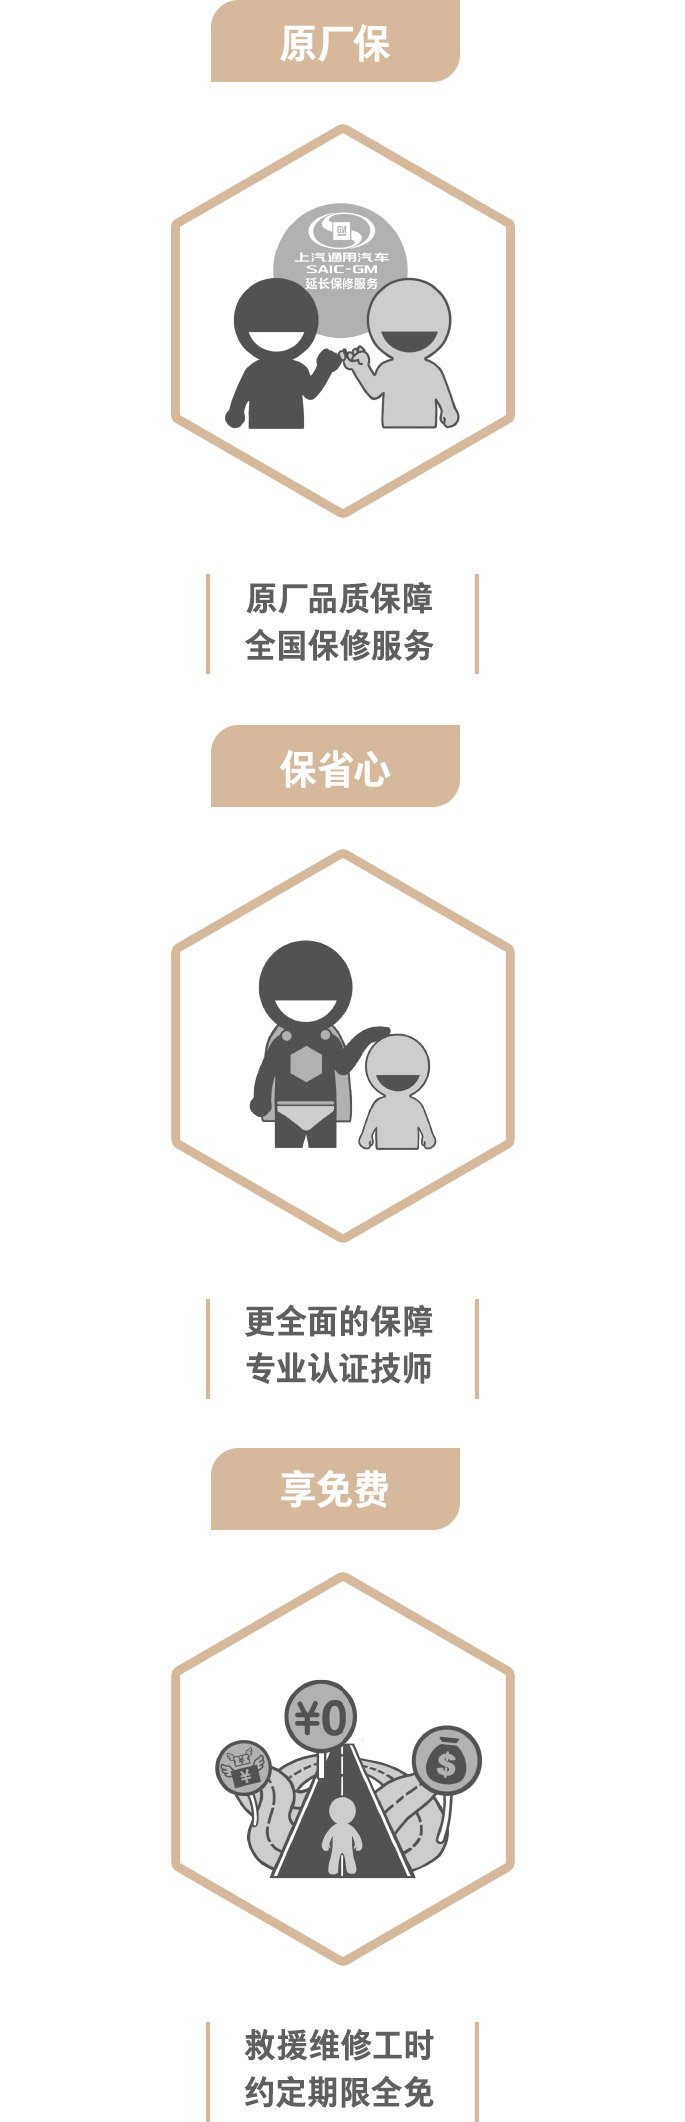 原厂保
GM
上汽通用汽车
SAIC-GM
延长保修服务
原厂品质保障
全国保修服务
保省心
更全面的保障
专业认证技师
享免费
¥0
¥
¥
$
救援维修工时
约定期限全免